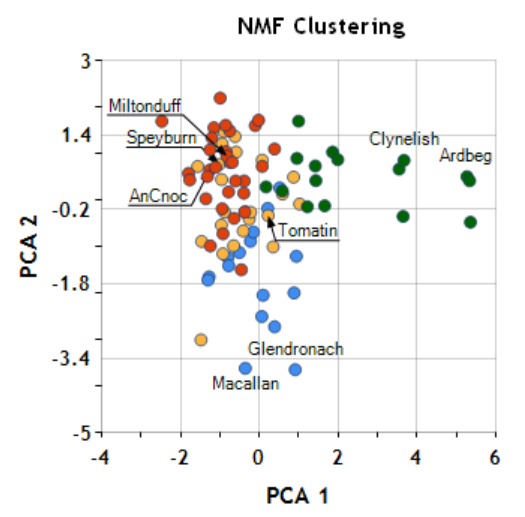 NMF Clustering
3
Miltonduff
1.4
Speyburn
Clynelish
Ardbeg
AnCnoc
-0.2
Tomatin
PCA 2
-1.8
Glendronach
-3.4
Macallan
-5
-4 -2 0 2 4 6
PCA 1